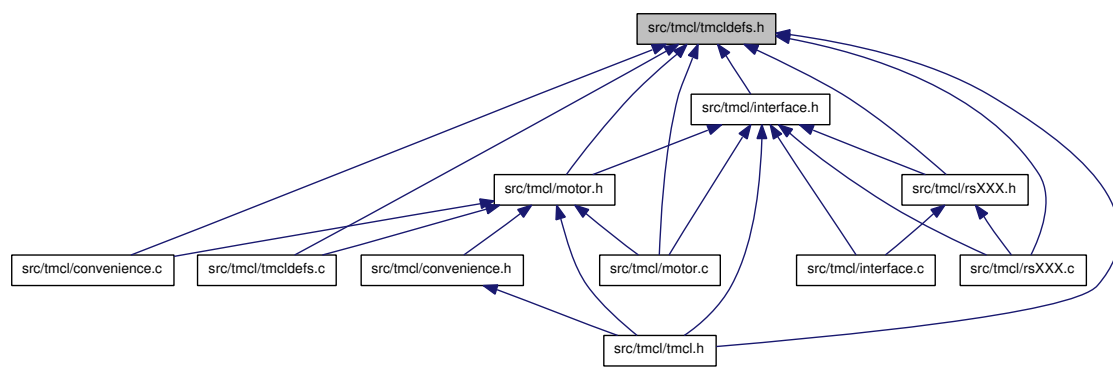 src/tmcl/tmcldefs.h
src/tmcl/interface.h
src/tmcl/motor.h
src/tmcl/rsXXX.h
src/tmcl/convenience.c
src/tmcl/tmcldefs.c
src/tmcl/convenience.h
src/tmcl/motor.c
src/tmcl/interface.c
src/tmcl/rsXXX.c
src/tmcl/tmcl.h